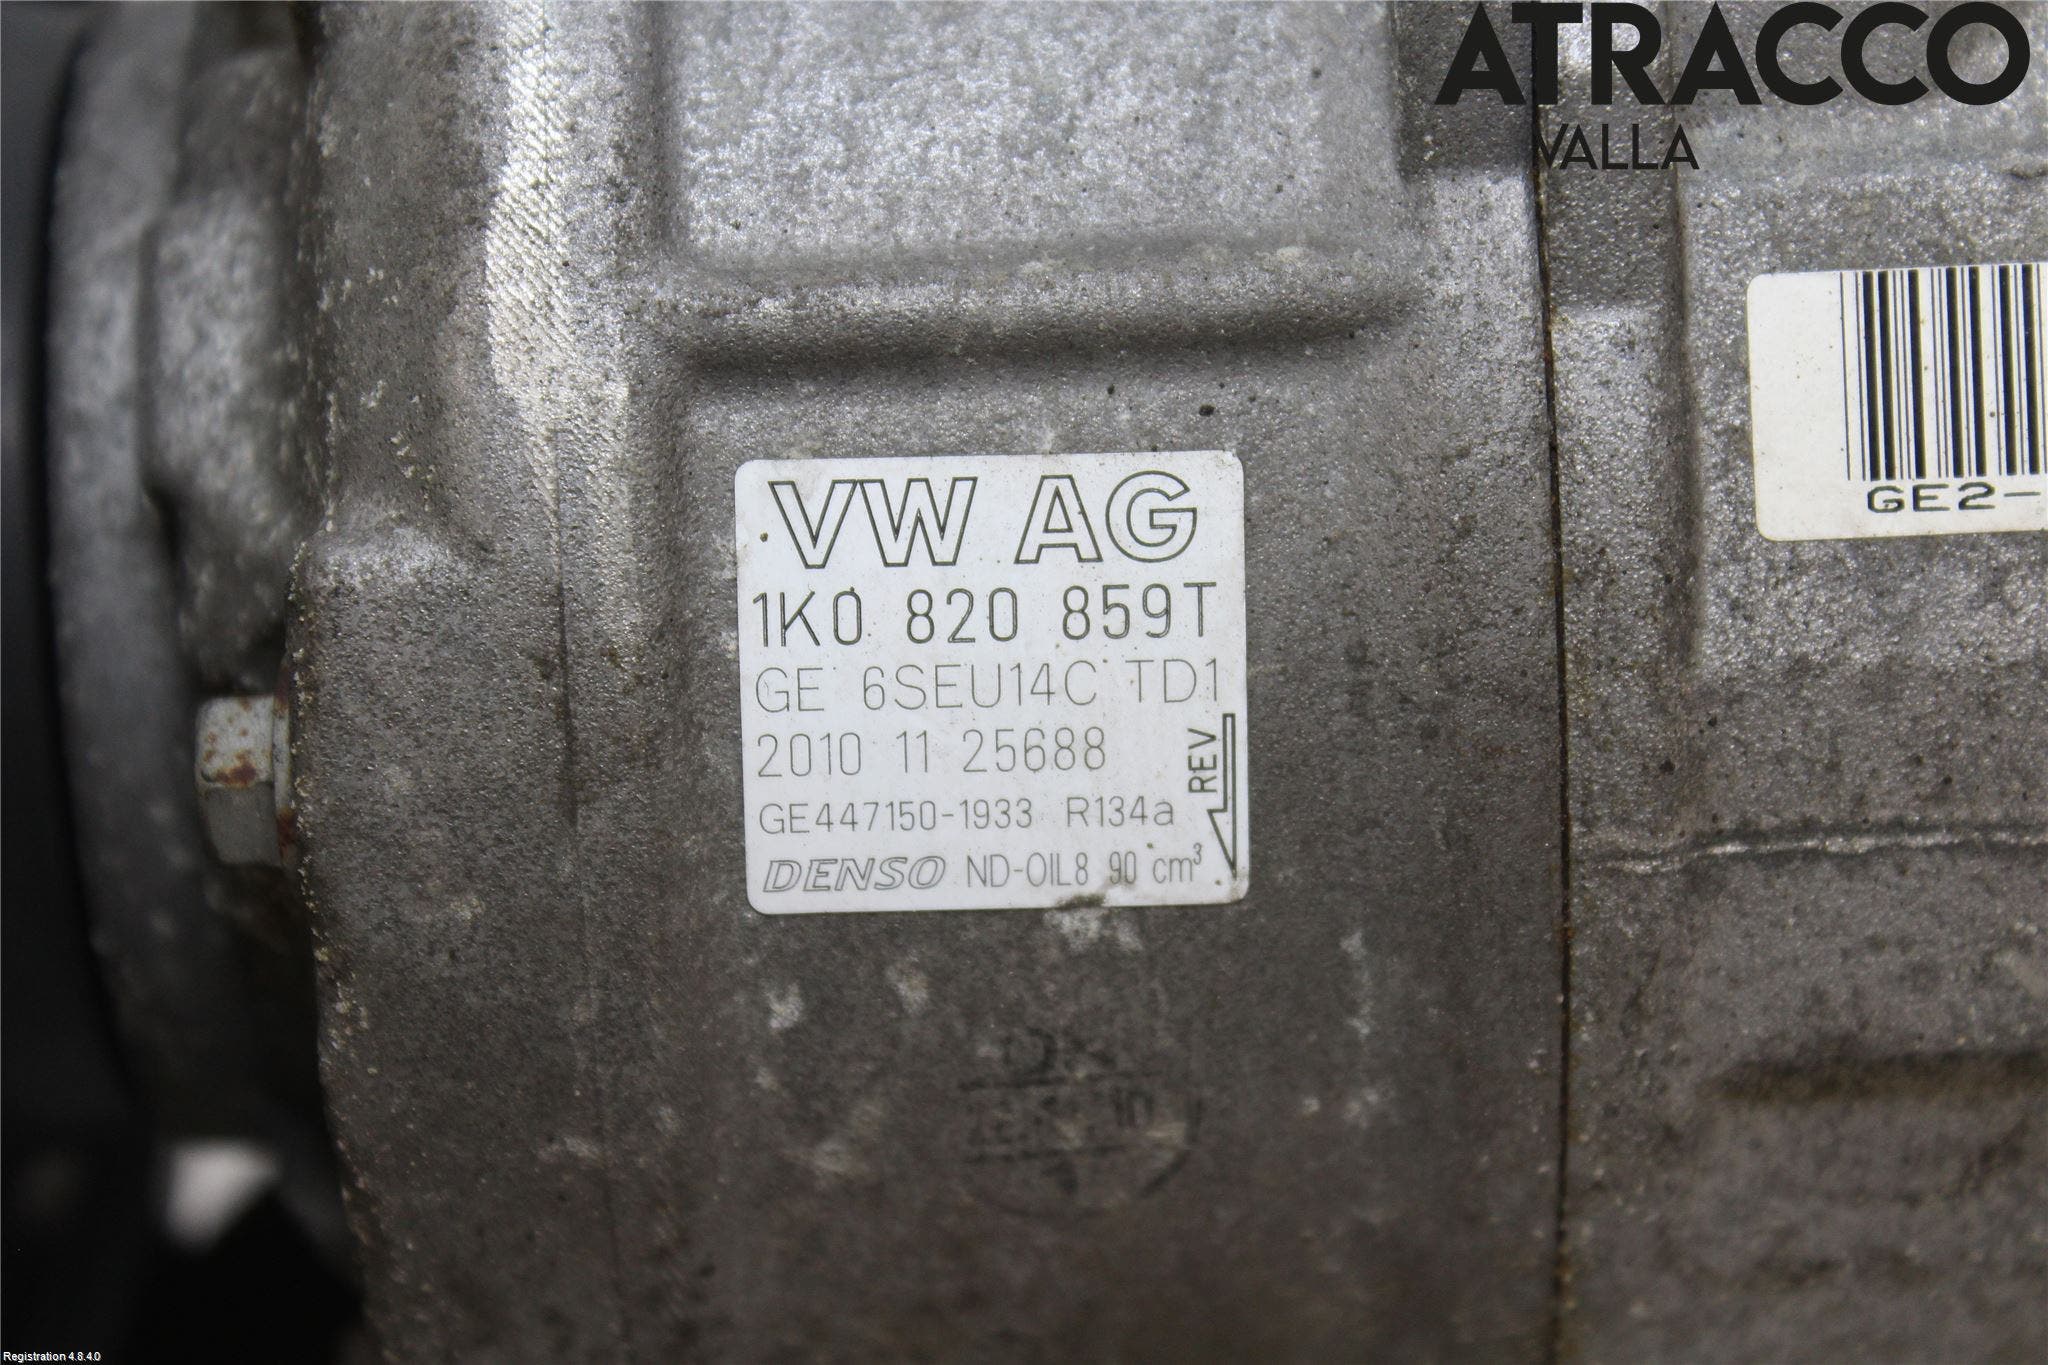 ATRACCO
VALLA
GE2-
VW AG
1K0 820 859T
GE 6SEU14C TD1
2010 11 25688
REV
GE447150-1933 R134a
DENSO ND-OIL8 90 cm³
Registration 4.8.4.0